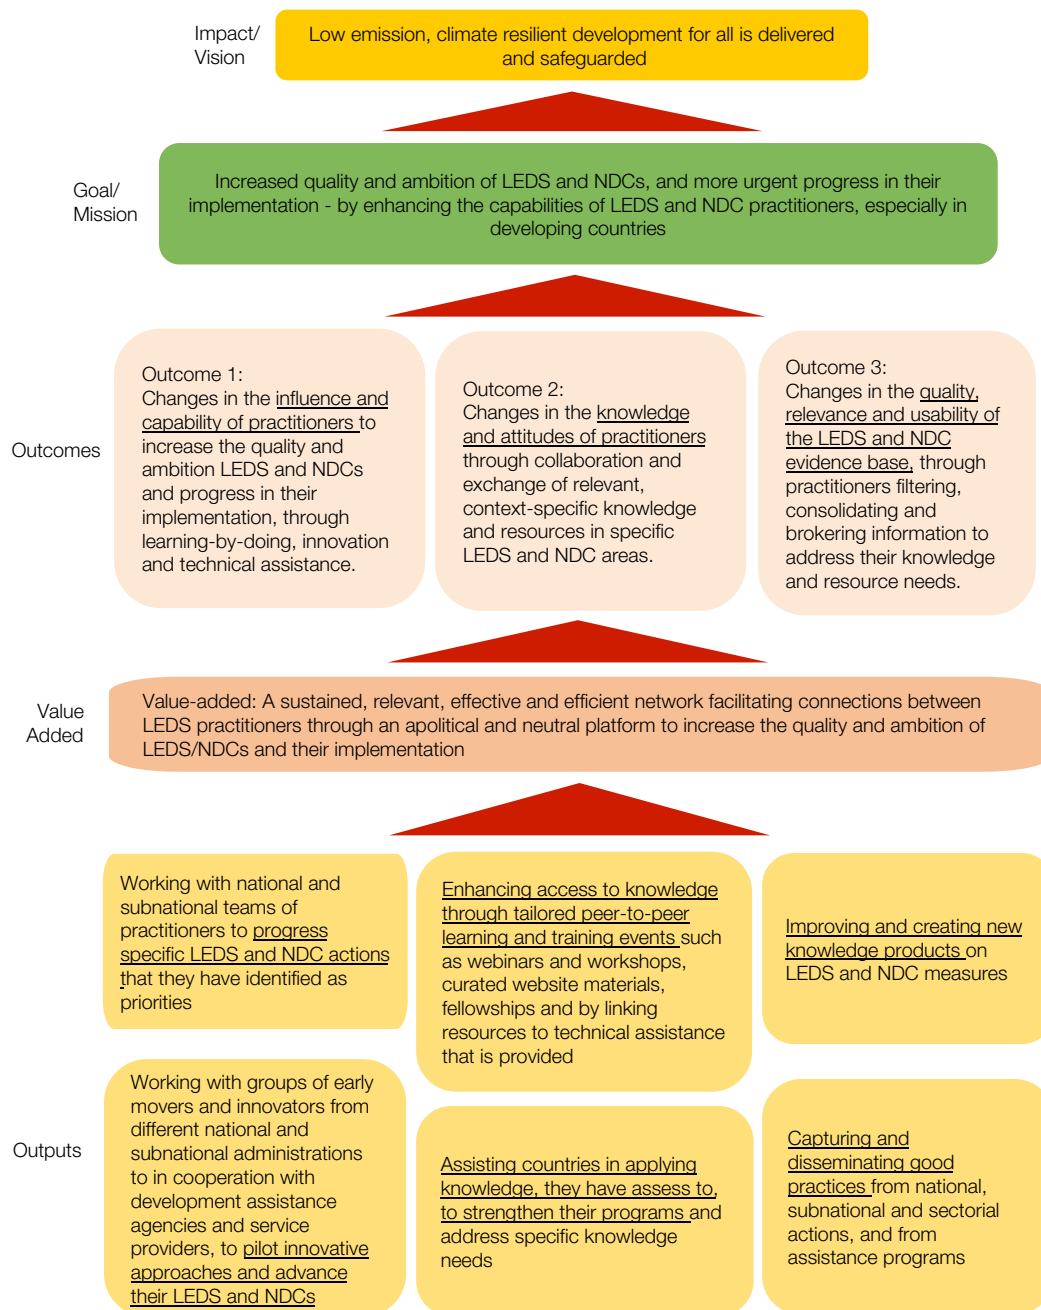 Impact/
Vision
Low emission, climate resilient development for all is delivered
and safeguarded
Goal/
Mission
Increased quality and ambition of LEDS and NDCs, and more urgent progress in their
implementation - by enhancing the capabilities of LEDS and NDC practitioners, especially in
developing countries
Outcomes
Outcome 1:
Changes in the influence and
capability of practitioners to
increase the quality and
ambition LEDS and NDCs
and progress in their
implementation, through
learning-by-doing, innovation
and technical assistance.
Outcome 2:
Changes in the knowledge
and attitudes of practitioners
through collaboration and
exchange of relevant,
context-specific knowledge
and resources in specific
LEDS and NDC areas.
Outcome 3:
Changes in the quality,
relevance and usability of
the LEDS and NDC
evidence base, through
practitioners filtering,
consolidating and
brokering information to
address their knowledge
and resource needs.
Value
Added
Value-added: A sustained, relevant, effective and efficient network facilitating connections between
LEDS practitioners through an apolitical and neutral platform to increase the quality and ambition of
LEDS/NDCs and their implementation
Outputs
Working with national and
subnational teams of
practitioners to progress
specific LEDS and NDC actions
that they have identified as
priorities
Enhancing access to knowledge
through tailored peer-to-peer
learning and training events such
as webinars and workshops,
curated website materials,
fellowships and by linking
resources to technical assistance
that is provided
Improving and creating new
knowledge products on
LEDS and NDC measures
Working with groups of early
movers and innovators from
different national and
subnational administrations
to in cooperation with
development assistance
agencies and service
providers, to pilot innovative
approaches and advance
their LEDS and NDCs
Assisting countries in applying
knowledge, they have assess to,
to strengthen their programs and
address specific knowledge
needs
Capturing and
disseminating good
practices from national,
subnational and sectorial
actions, and from
assistance programs